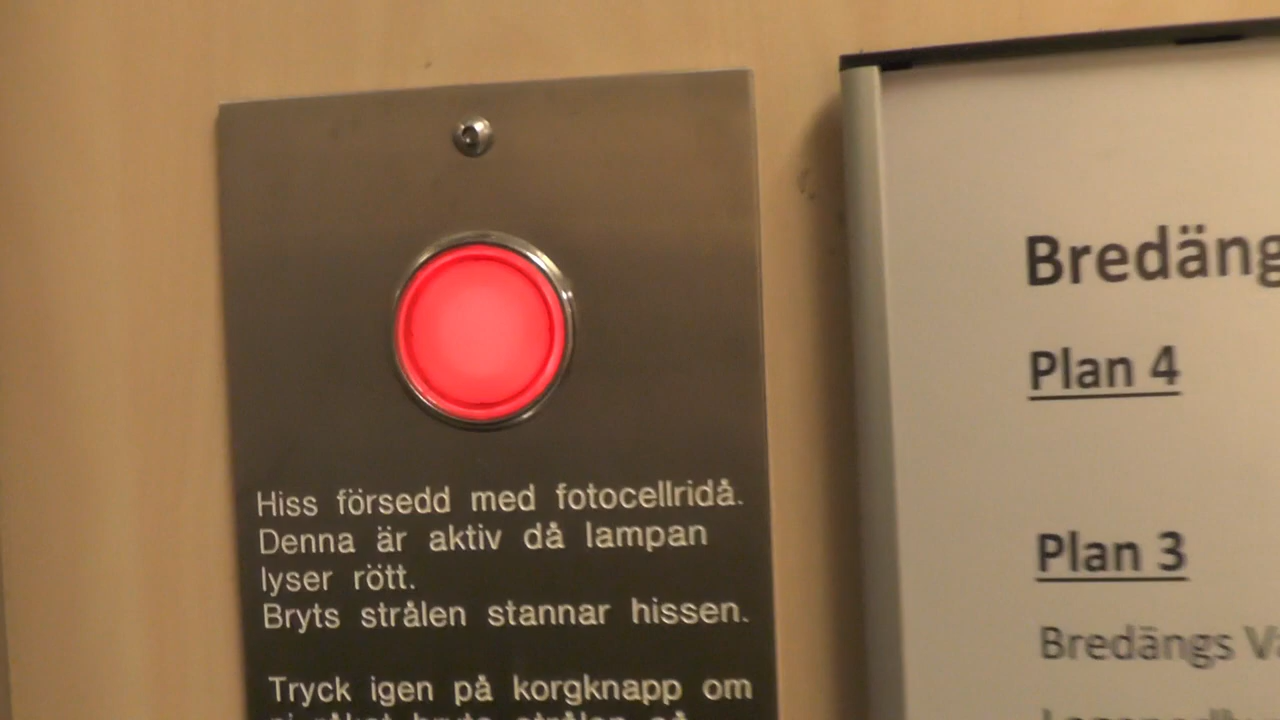 Hiss försedd med fotocellridå.
Denna är aktiv då lampan
lyser rött.
Bryts strålen stannar hissen.
Tryck igen på korgknapp om
Bredäng
Plan 4
Plan 3
Bredängs